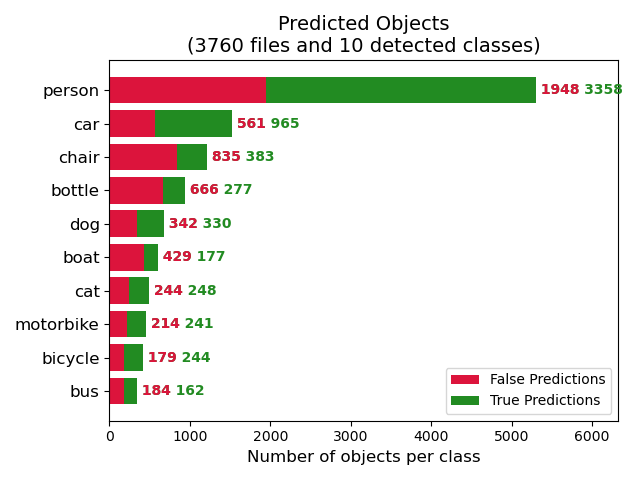 Predicted Objects
(3760 files and 10 detected classes)
person 1948 3358
car 561 965
chair 835 383
bottle 666 277
dog 342 330
boat 429 177
cat 244 248
motorbike 214 241
bicycle 179 244
bus 184 162
False Predictions
True Predictions
0 1000 2000 3000 4000 5000 6000
Number of objects per class